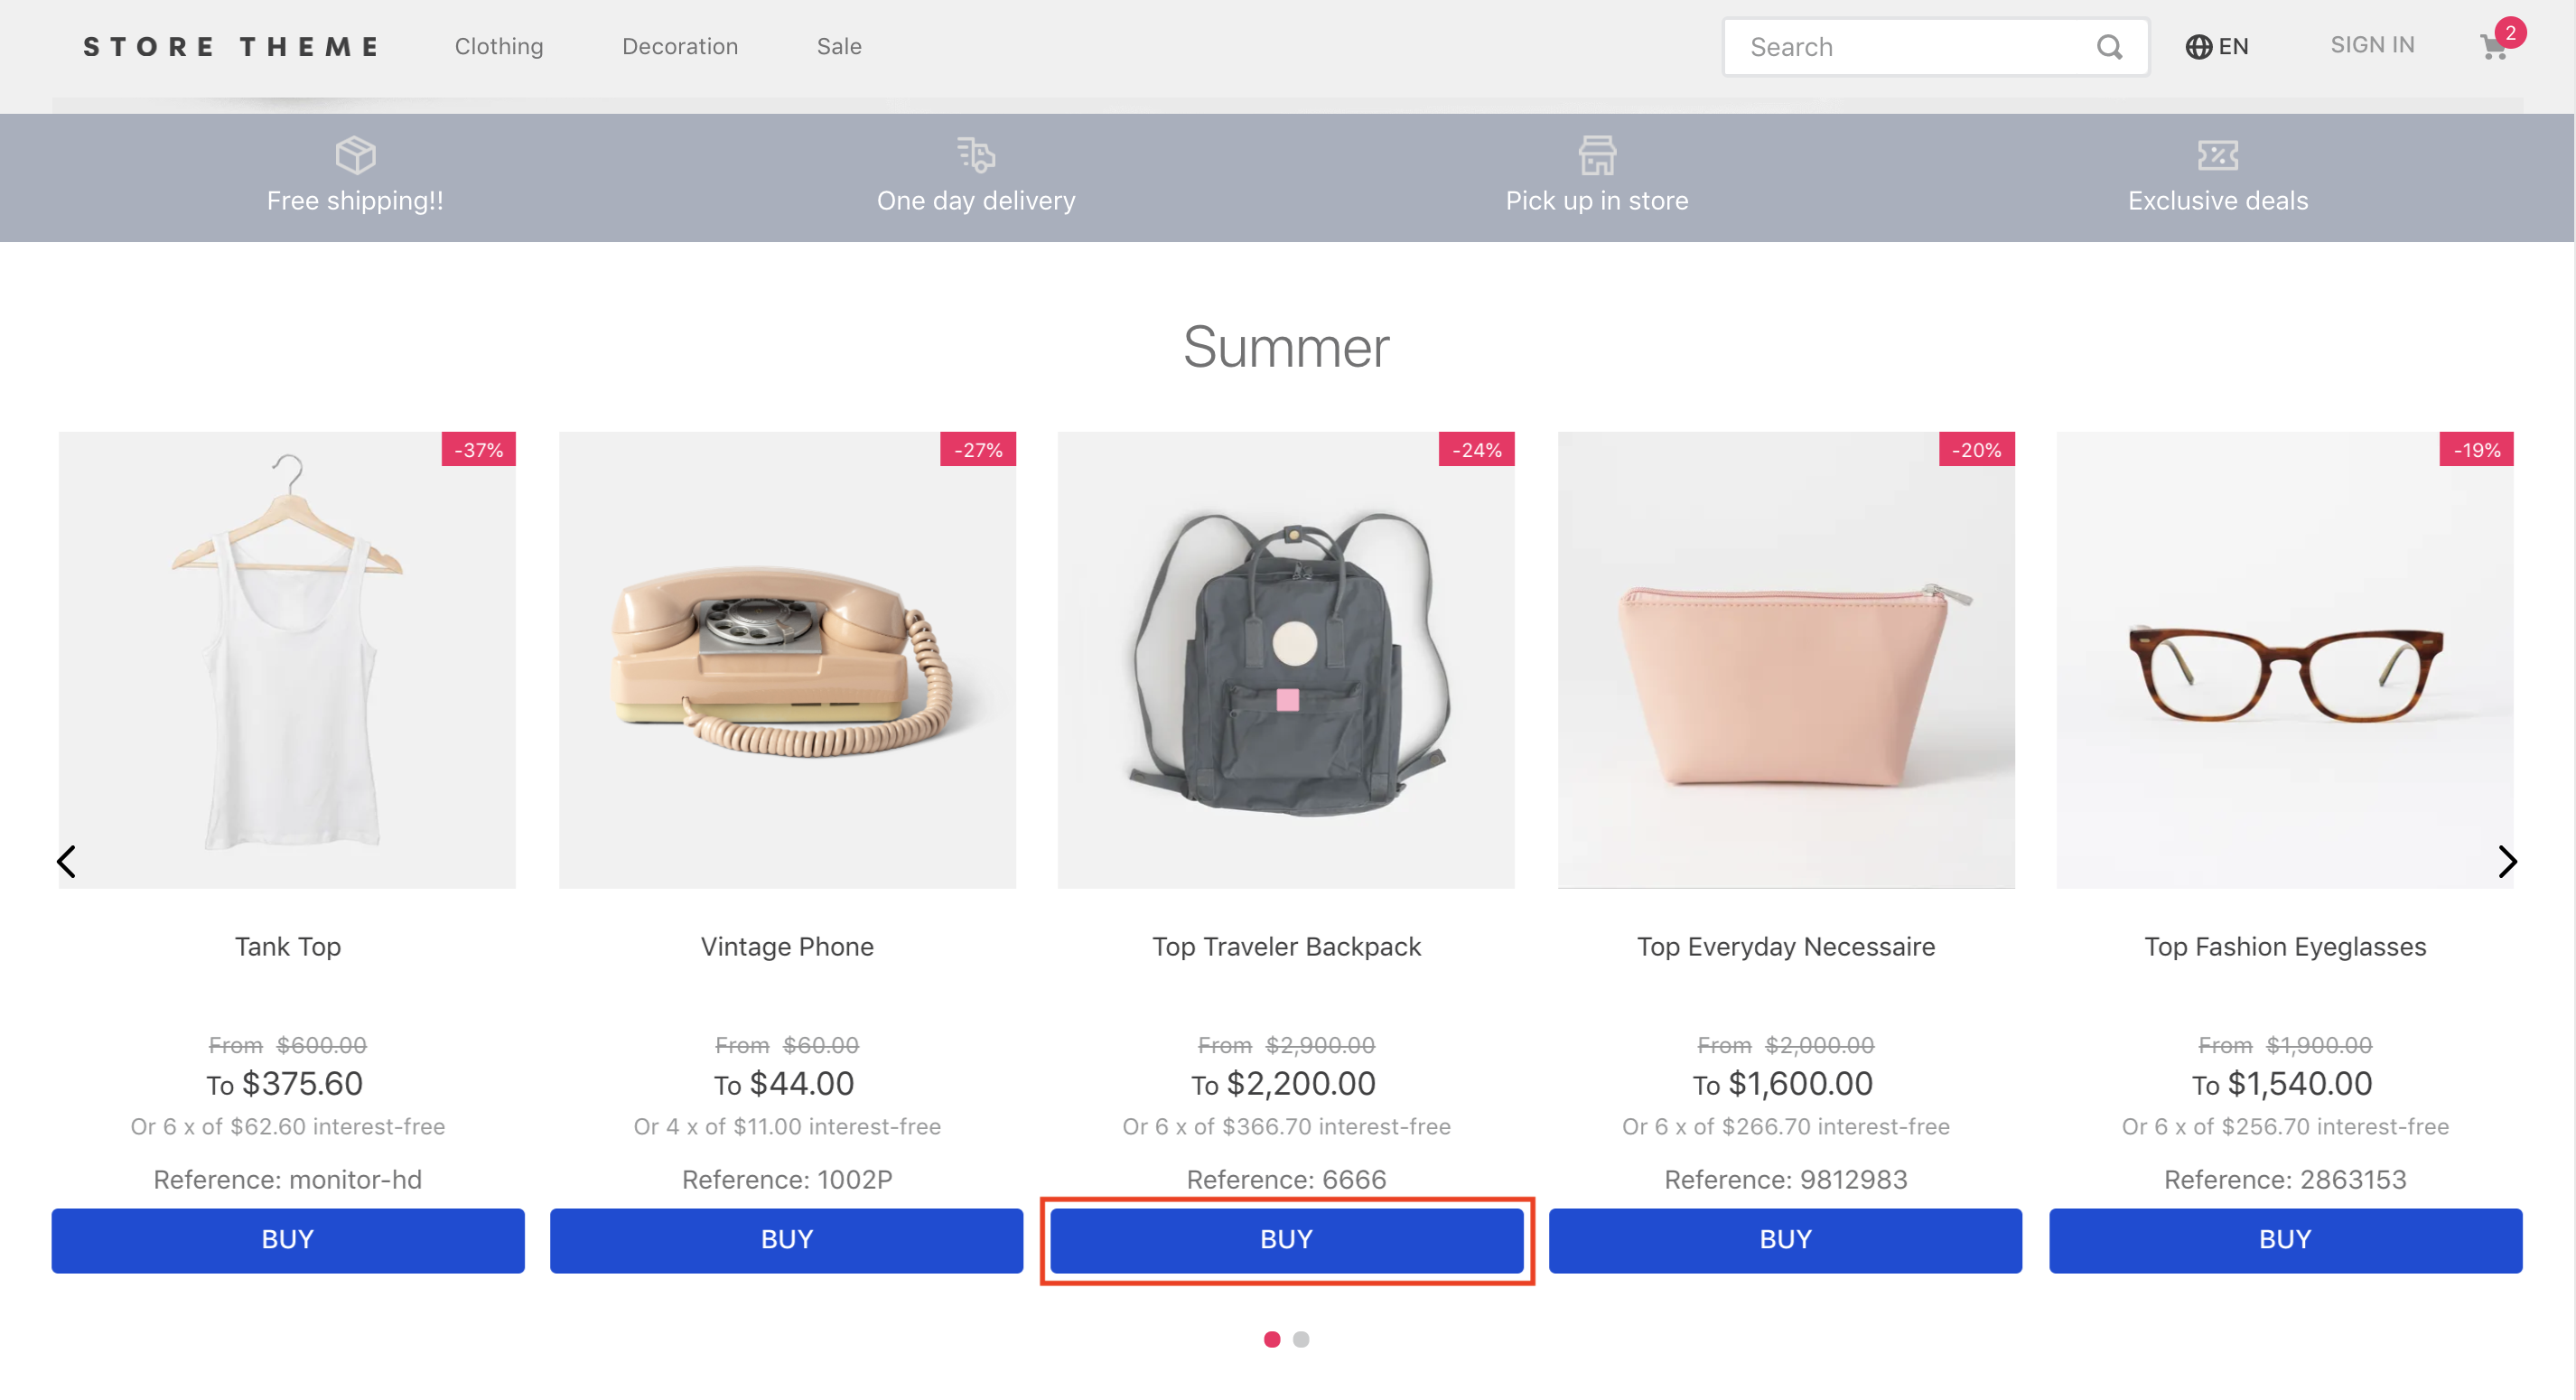 STORE THEME Clothing Decoration Sale Search EN SIGN IN 2
Free shipping!! One day delivery Pick up in store Exclusive deals
Summer
-37% -27% -24% -20% -19%
Tank Top Vintage Phone Top Traveler Backpack Top Everyday Necessaire Top Fashion Eyeglasses
From $600.00 From $60.00 From $2,900.00 From $2,000.00 From $1,900.00
To $375.60 To $44.00 To $2,200.00 To $1,600.00 To $1,540.00
Or 6 x of $62.60 interest-free Or 4 x of $11.00 interest-free Or 6 x of $366.70 interest-free Or 6 x of $266.70 interest-free Or 6 x of $256.70 interest-free
Reference: monitor-hd Reference: 1002P Reference: 6666 Reference: 9812983 Reference: 2863153
BUY BUY BUY BUY BUY